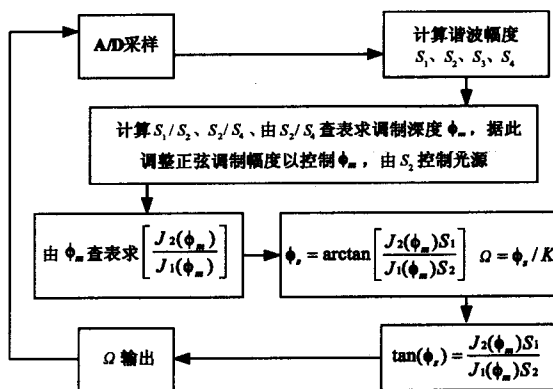 A/D采样
计算谐波幅度
S₁、S₂、S₃、S₄
计算S₁/S₂、S₂/S₄、由S₂/S₄查表求调制深度ϕₘ，据此
调整正弦调制幅度以控制ϕₘ，由S₂控制光源
由ϕₘ查表求[J₂(ϕₘ)/J₁(ϕₘ)]
ϕₛ=arctan[J₂(ϕₘ)S₁/J₁(ϕₘ)S₂] Ω=ϕₛ/K
Ω输出
tan(ϕₛ)=J₂(ϕₘ)S₁/J₁(ϕₘ)S₂